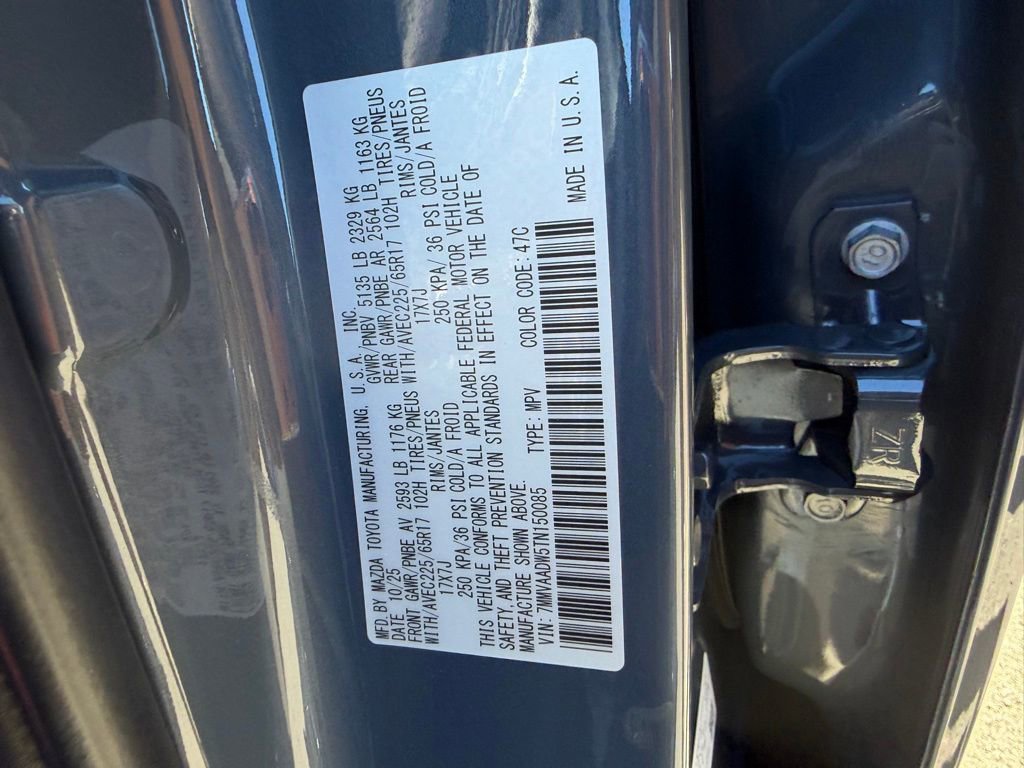 MFD. BY MAZDA TOYOTA MANUFACTURING, U.S.A., INC.
DATE 10/25 GVWR/PNBV 5135 LB 2329 KG
FRONT GAWR/PNBE AV 2593 LB 1176 KG REAR GAWR/PNBE AR 2564 LB 1163 KG
WITH/AVEC225/65R17 102H TIRES/PNEUS WITH/AVEC225/65R17 102H TIRES/PNEUS
17X7J RIMS/JANTES 17X7J RIMS/JANTES
250 KPA/36 PSI COLD/A FROID 250 KPA/ 36 PSI COLD/A FROID
THIS VEHICLE CONFORMS TO ALL APPLICABLE FEDERAL MOTOR VEHICLE
SAFETY, AND THEFT PREVENTION STANDARDS IN EFFECT ON THE DATE OF
MANUFACTURE SHOWN ABOVE.
VIN: 7MMVAADW5TN150085 TYPE: MPV COLOR CODE: 47C
MADE IN U.S.A.
ZR